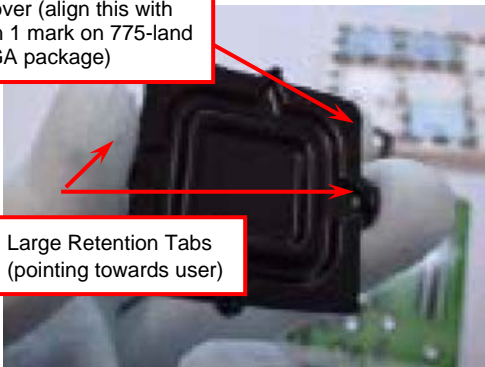 over (align this with
1 mark on 775-land
GA package)
Large Retention Tabs
(pointing towards user)